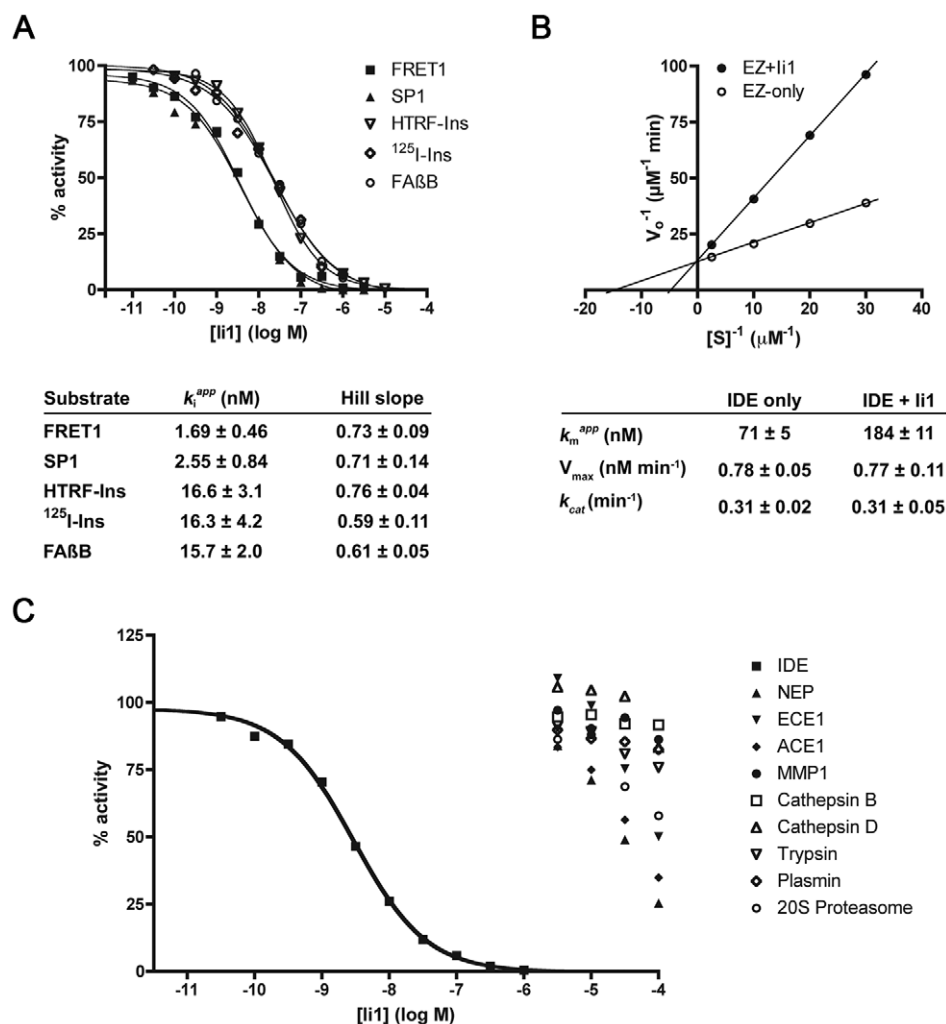 A
100
75
50
25
0
% activity
-11 -10 -9 -8 -7 -6 -5 -4
[Ii1] (log M)
FRET1
SP1
HTRF-Ins
¹²⁵I-Ins
FAßB
B
EZ+Ii1
EZ-only
100
75
50
25
Vo⁻¹ (µM⁻¹ min)
-20 -10 0 10 20 30 40
[S]⁻¹ (µM⁻¹)
Substrate kᵢᵃᵖᵖ (nM) Hill slope
FRET1 1.69 ± 0.46 0.73 ± 0.09
SP1 2.55 ± 0.84 0.71 ± 0.14
HTRF-Ins 16.6 ± 3.1 0.76 ± 0.04
¹²⁵I-Ins 16.3 ± 4.2 0.59 ± 0.11
FAßB 15.7 ± 2.0 0.61 ± 0.05
IDE only IDE + Ii1
kₘᵃᵖᵖ (nM) 71 ± 5 184 ± 11
Vmax (nM min⁻¹) 0.78 ± 0.05 0.77 ± 0.11
kcat (min⁻¹) 0.31 ± 0.02 0.31 ± 0.05
C
125
100
75
50
25
0
% activity
-11 -10 -9 -8 -7 -6 -5 -4
[Ii1] (log M)
IDE
NEP
ECE1
ACE1
MMP1
Cathepsin B
Cathepsin D
Trypsin
Plasmin
20S Proteasome